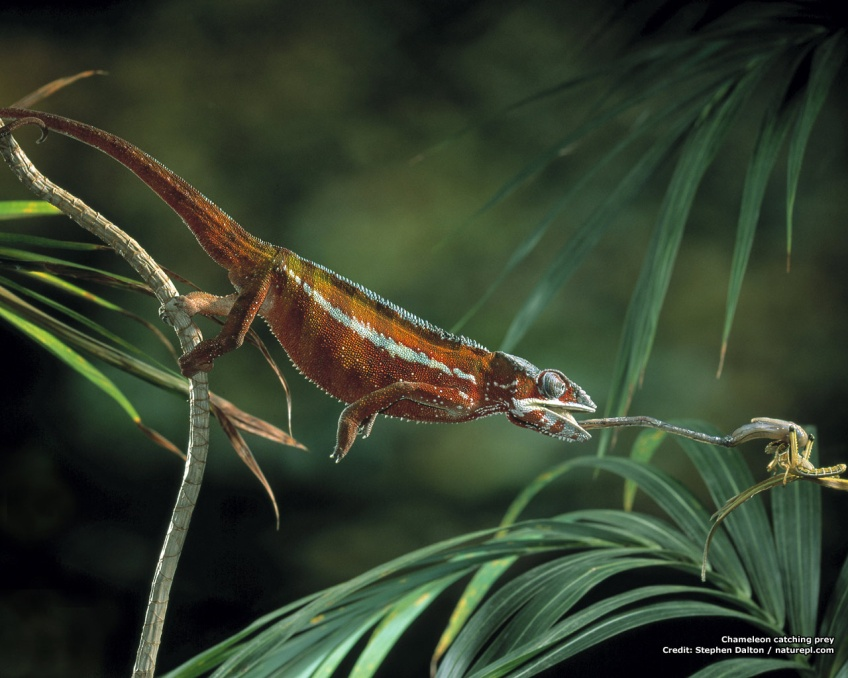 Chameleon catching prey
Credit: Stephen Dalton / naturepl.com